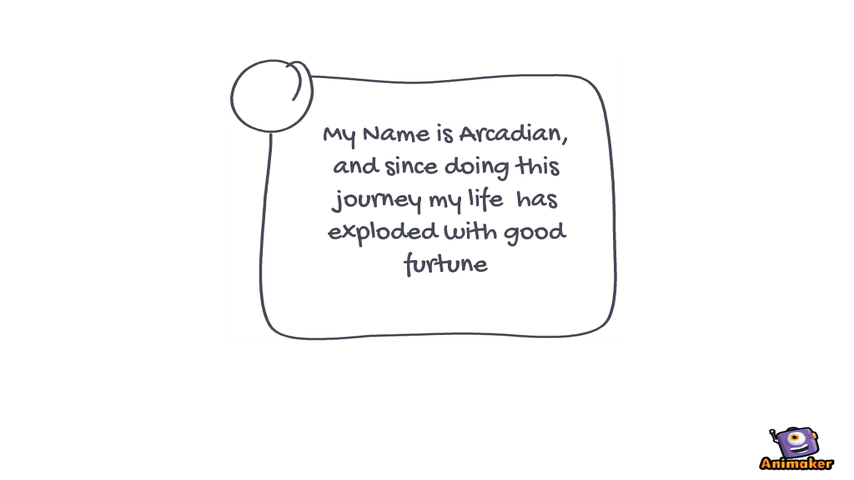 My Name is Arcadian,
and since doing this
journey my life has
exploded with good
furtune
Animaker